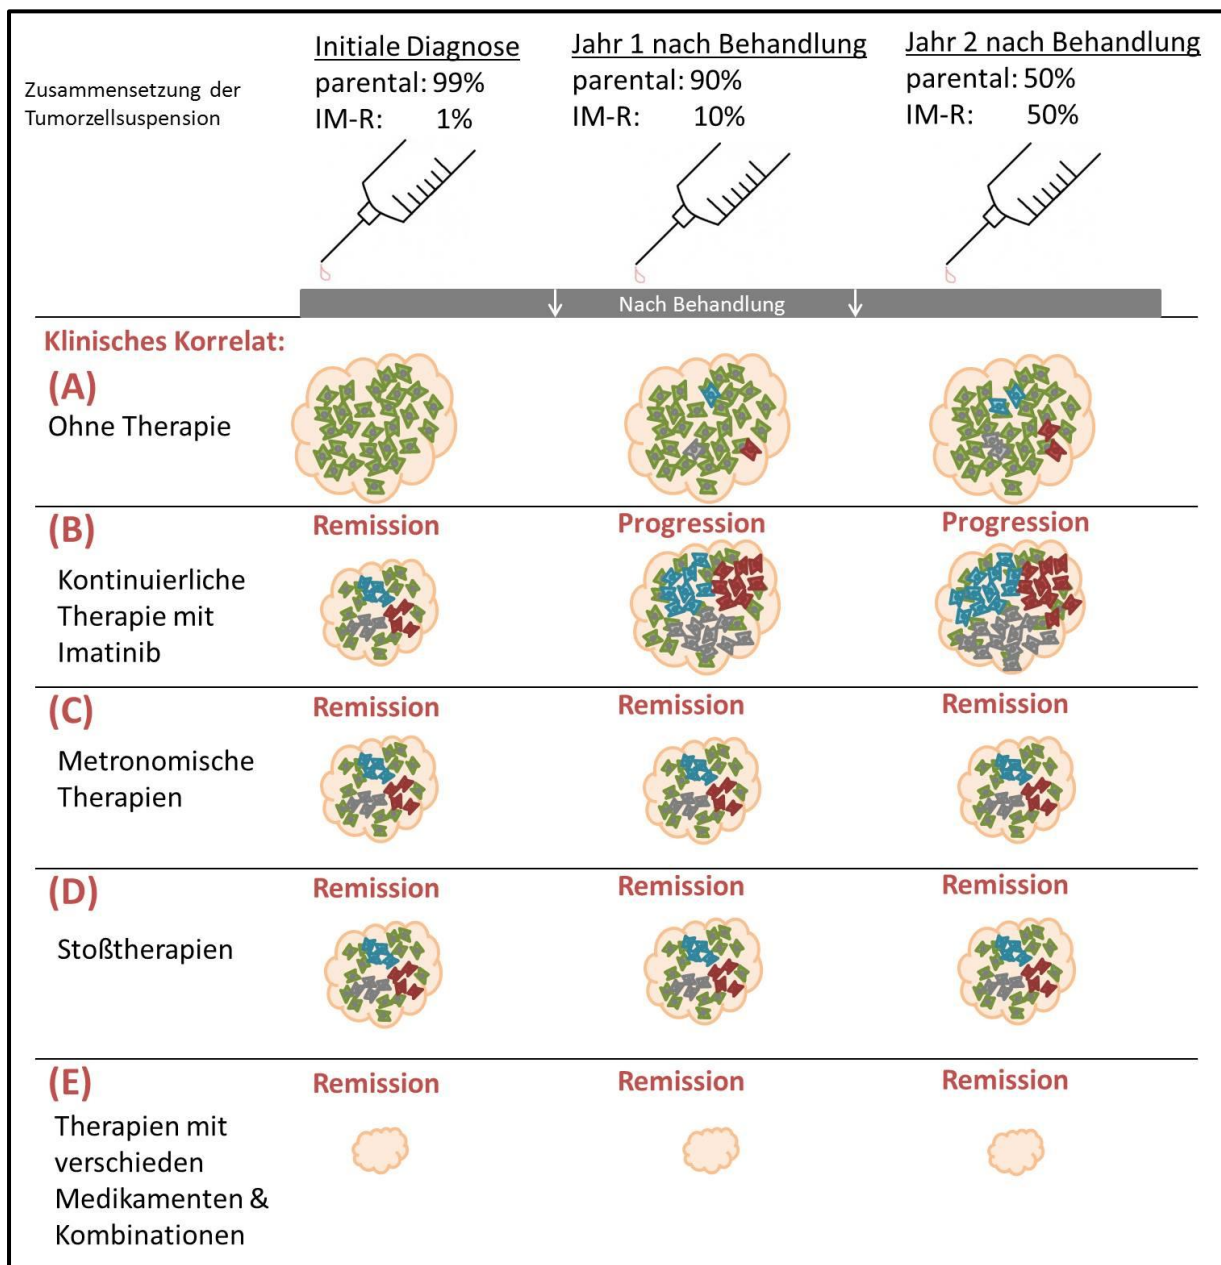 Initiale Diagnose
parental: 99%
IM-R: 1%
Jahr 1 nach Behandlung
parental: 90%
IM-R: 10%
Jahr 2 nach Behandlung
parental: 50%
IM-R: 50%
Zusammensetzung der
Tumorzellsuspension
Nach Behandlung
Klinisches Korrelat:
(A)
Ohne Therapie
(B)
Remission
Progression
Progression
Kontinuierliche
Therapie mit
Imatinib
(C)
Remission
Remission
Remission
Metronomische
Therapien
(D)
Remission
Remission
Remission
Stoßtherapien
(E)
Remission
Remission
Remission
Therapien mit
verschieden
Medikamenten &
Kombinationen